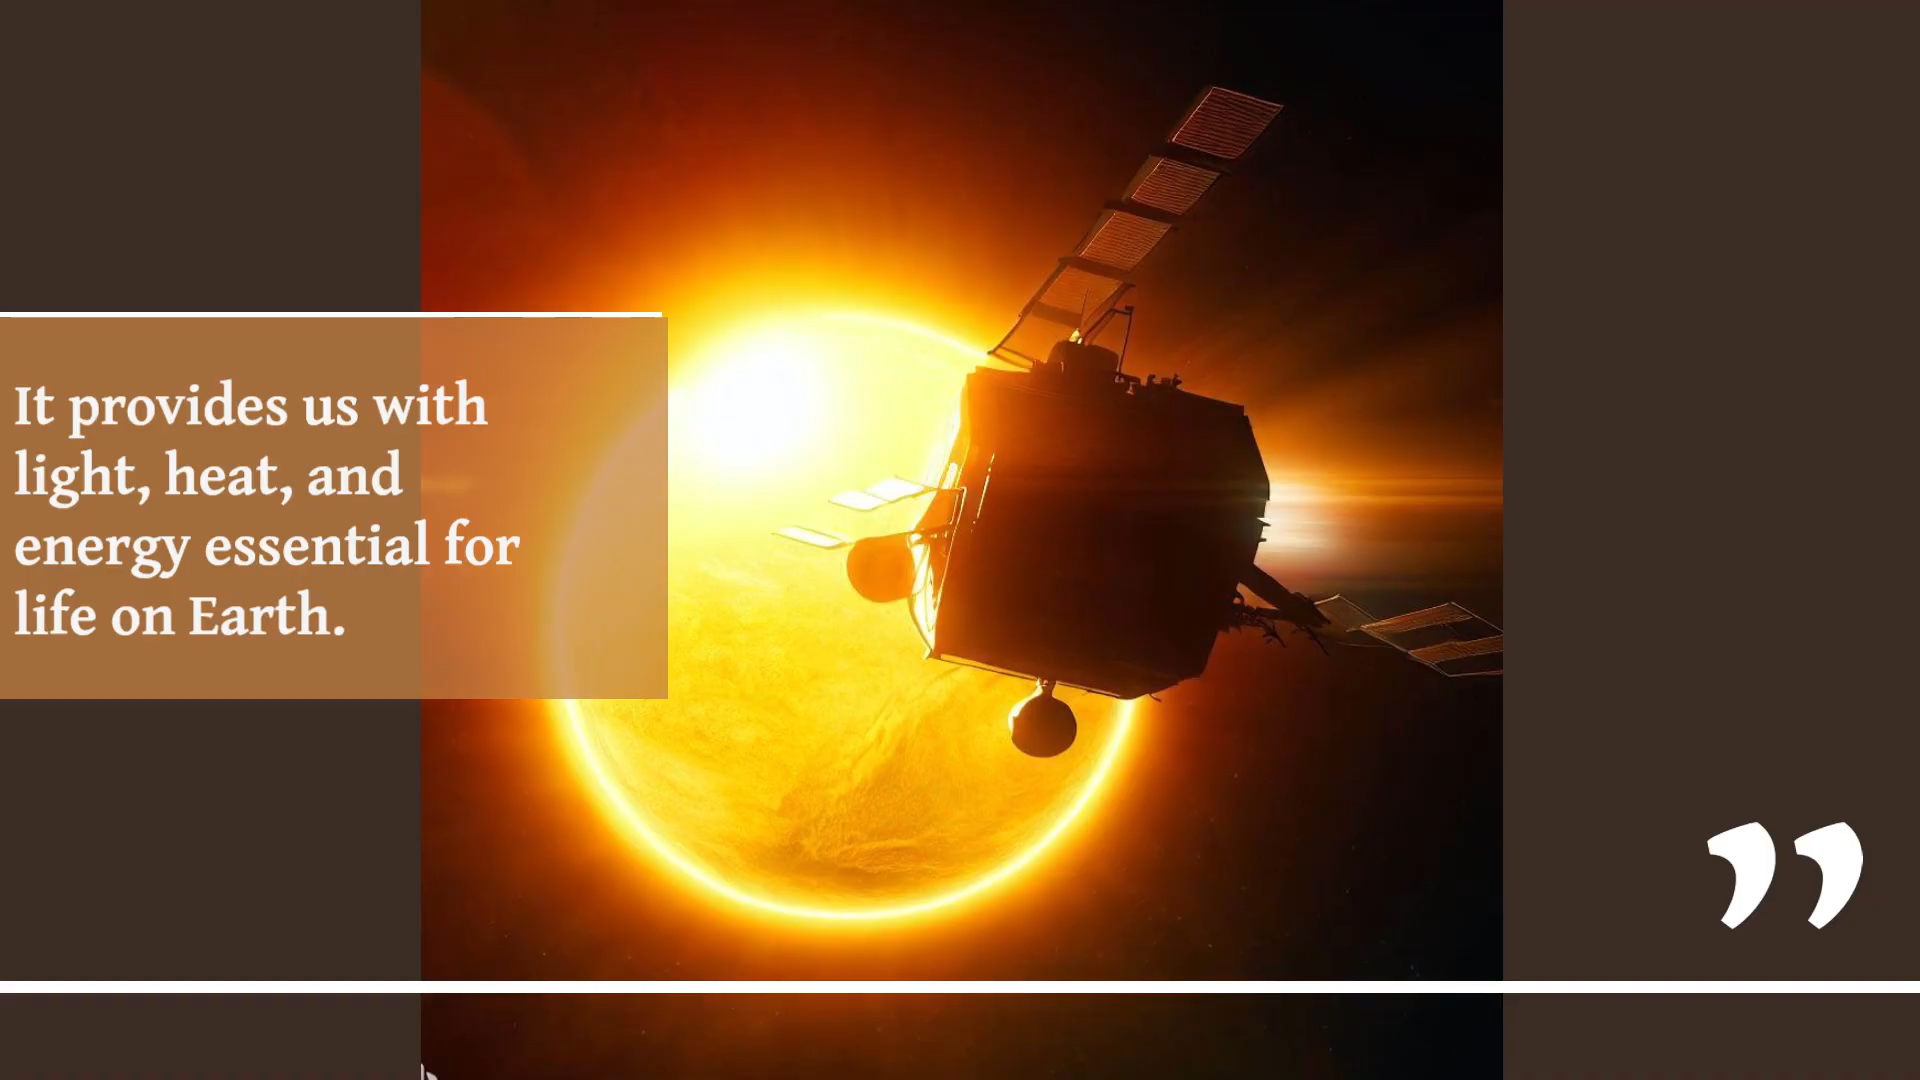 It provides us with
light, heat, and
energy essential for
life on Earth.
”